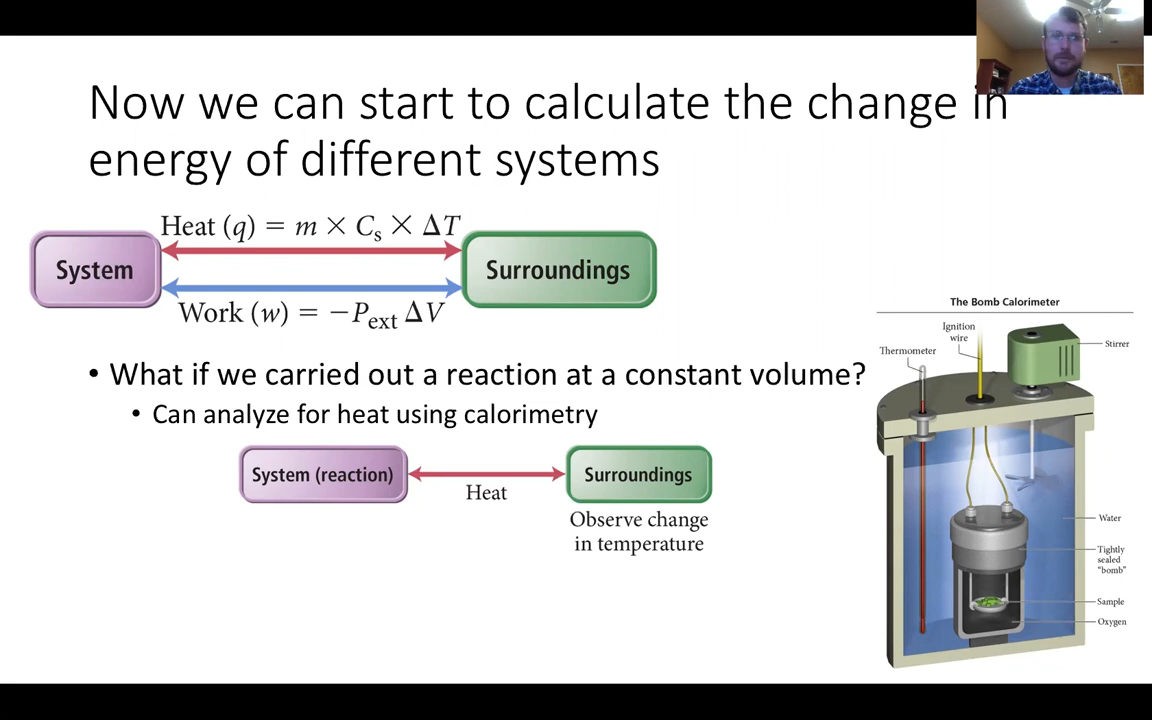 Now we can start to calculate the change in
energy of different systems
Heat (q) = m × Cs × ΔT
System
Surroundings
Work (w) = −Pext ΔV
• What if we carried out a reaction at a constant volume?
• Can analyze for heat using calorimetry
System (reaction)
Heat
Surroundings
Observe change
in temperature
The Bomb Calorimeter
Ignition
wire
Thermometer
Stirrer
Water
Tightly
sealed
“bomb”
Sample
Oxygen